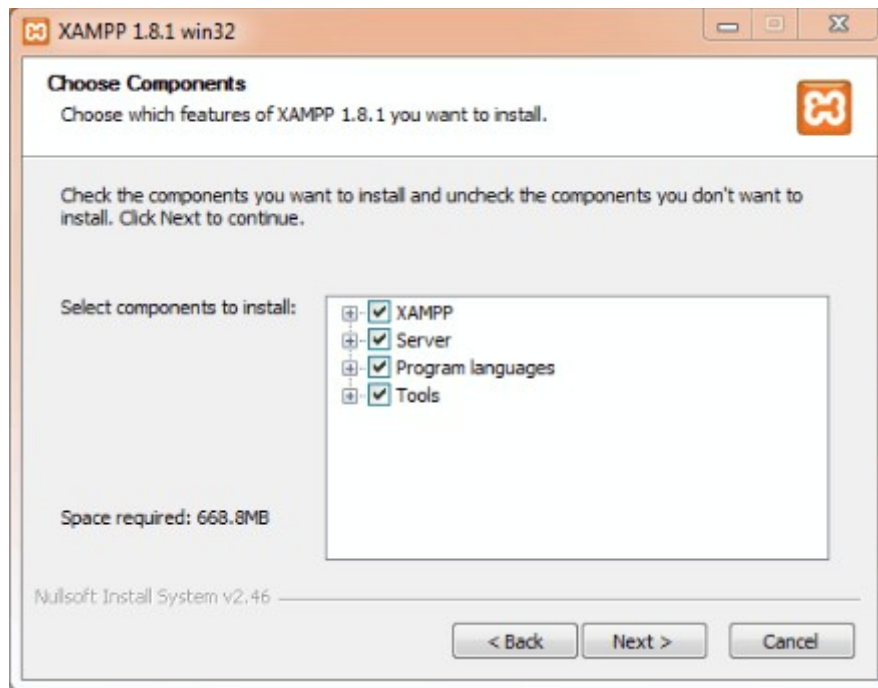 XAMPP 1.8.1 win32
Choose Components
Choose which features of XAMPP 1.8.1 you want to install.
Check the components you want to install and uncheck the components you don't want to
install. Click Next to continue.
Select components to install:
XAMPP
Server
Program languages
Tools
Space required: 668.8MB
Nullsoft Install System v2.46
< Back
Next >
Cancel